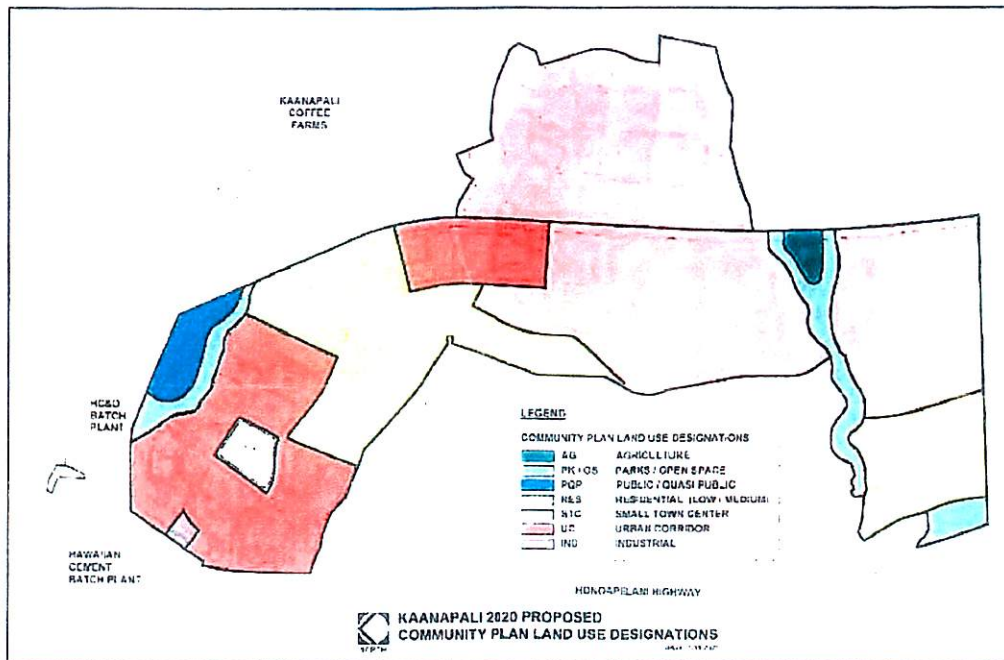 KAANAPALI
COFFEE
FARMS
HC&D
BATCH
PLANT
HAWAIIAN
CEMENT
BATCH PLANT
LEGEND
COMMUNITY PLAN LAND USE DESIGNATIONS
AG AGRICULTURE
PK / OS PARKS / OPEN SPACE
PQP PUBLIC / QUASI PUBLIC
RES RESIDENTIAL (LOW / MEDIUM)
STC SMALL TOWN CENTER
UC URBAN CORRIDOR
IND INDUSTRIAL
HONOAPIILANI HIGHWAY
KAANAPALI 2020 PROPOSED
COMMUNITY PLAN LAND USE DESIGNATIONS
NORTH